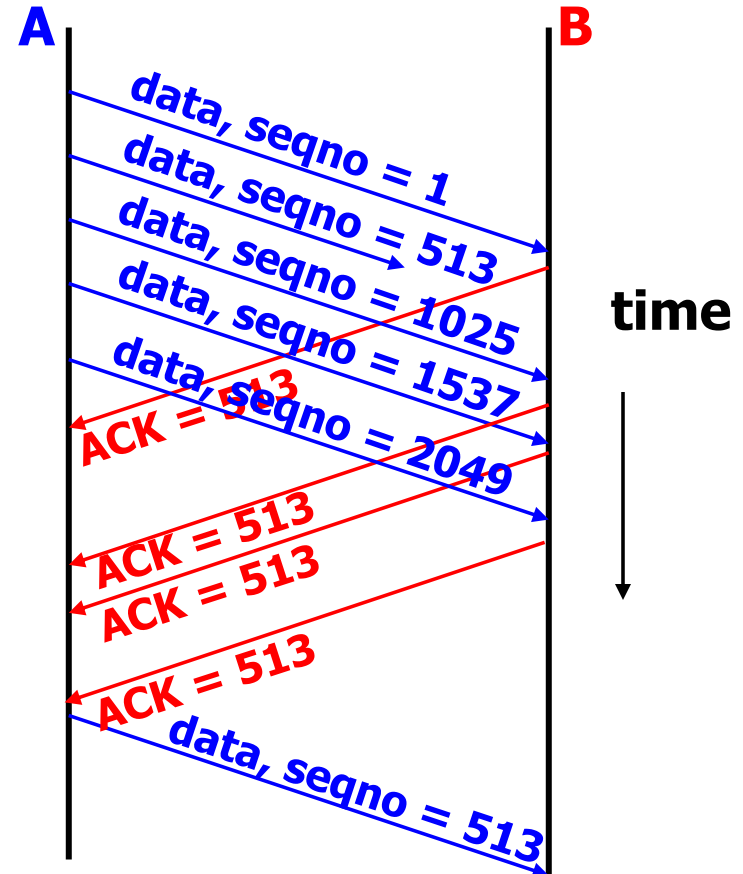 A
B
data, seqno = 1
data, seqno = 513
data, seqno = 1025
data, seqno = 1537
data, seqno = 2049
time
ACK = 513
ACK = 513
ACK = 513
ACK = 513
data, seqno = 513